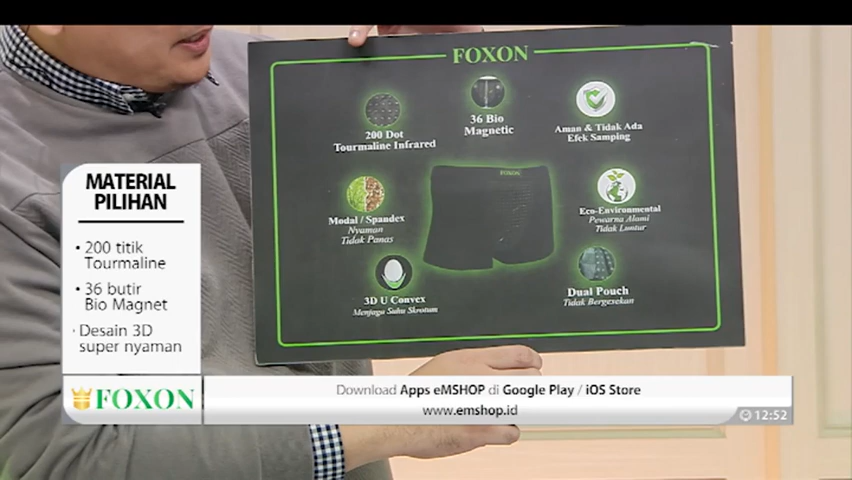 FOXON
200 Dot
Tourmaline Infrared
36 Bio
Magnetic
Aman & Tidak Ada
Efek Samping
Modal / Spandex
Nyaman
Tidak Panas
FOXON
Eco-Environmental
Pewarna Alami
Tidak Luntur
3D U Convex
Menjaga Suhu Skrotum
Dual Pouch
Tidak Bergesekan
MATERIAL
PILIHAN
• 200 titik
Tourmaline
• 36 butir
Bio Magnet
• Desain 3D
super nyaman
FOXON
Download Apps eMSHOP di Google Play / iOS Store
www.emshop.id
12:52